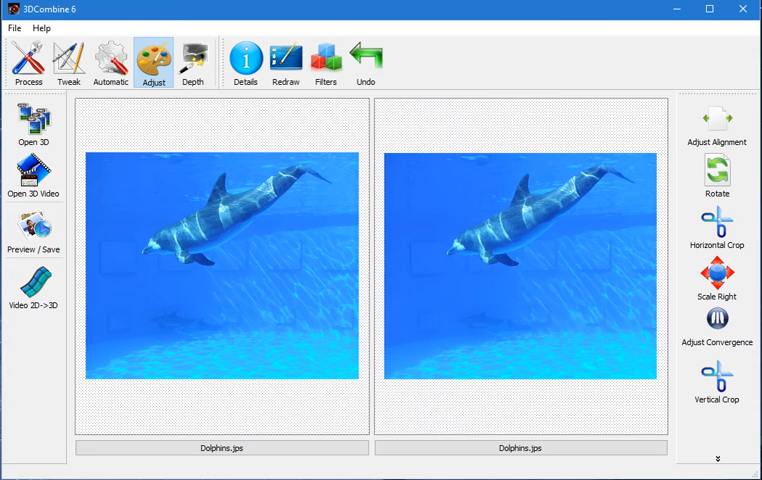 3DCombine 6
File Help
Process Tweak Automatic Adjust Depth Details Redraw Filters Undo
Open 3D
Open 3D Video
Preview / Save
Video 2D->3D
Dolphins.jps
Dolphins.jps
Adjust Alignment
Rotate
Horizontal Crop
Scale Right
Adjust Convergence
Vertical Crop